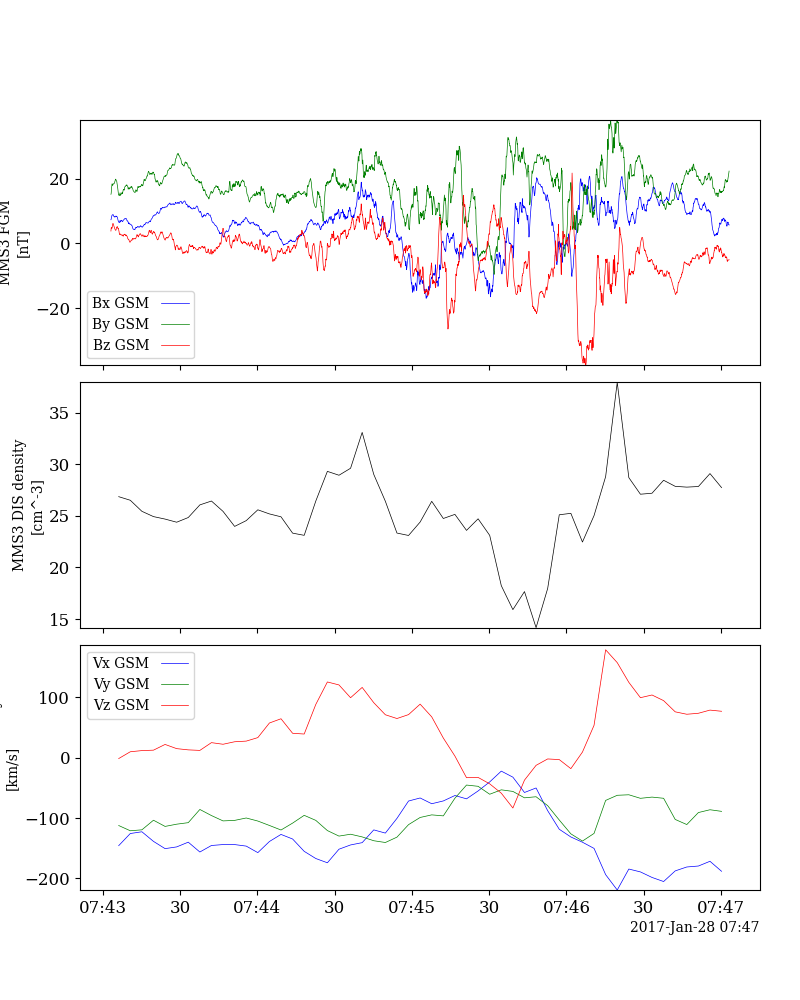 MMS3 FGM
[nT]
20
0
−20
Bx GSM
By GSM
Bz GSM
MMS3 DIS density
[cm^-3]
35
30
25
20
15
[km/s]
100
0
−100
−200
Vx GSM
Vy GSM
Vz GSM
07:43 30 07:44 30 07:45 30 07:46 30 07:47
2017-Jan-28 07:47